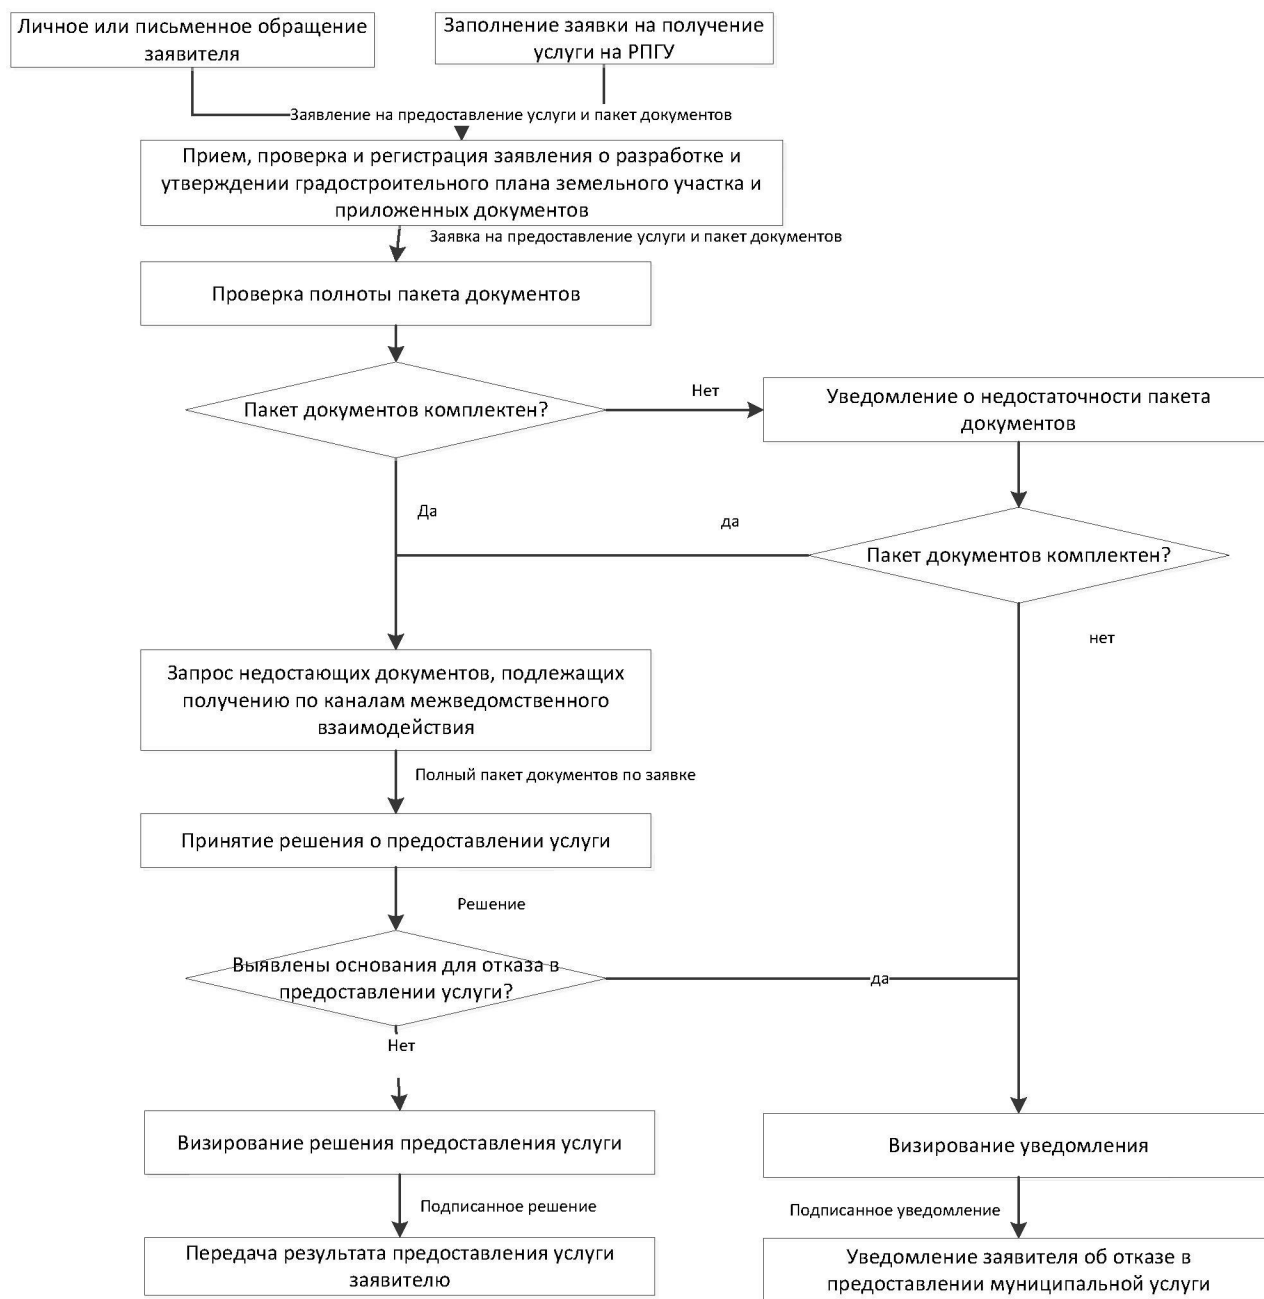 Личное или письменное обращение
заявителя
Заполнение заявки на получение
услуги на РПГУ
Заявление на предоставление услуги и пакет документов
Прием, проверка и регистрация заявления о разработке и
утверждении градостроительного плана земельного участка и
приложенных документов
Заявка на предоставление услуги и пакет документов
Проверка полноты пакета документов
Пакет документов комплектен?
Нет
Уведомление о недостаточности пакета
документов
Да
да
Пакет документов комплектен?
нет
Запрос недостающих документов, подлежащих
получению по каналам межведомственного
взаимодействия
Полный пакет документов по заявке
Принятие решения о предоставлении услуги
Решение
Выявлены основания для отказа в
предоставлении услуги?
да
Нет
Визирование решения предоставления услуги
Визирование уведомления
Подписанное решение
Подписанное уведомление
Передача результата предоставления услуги
заявителю
Уведомление заявителя об отказе в
предоставлении муниципальной услуги